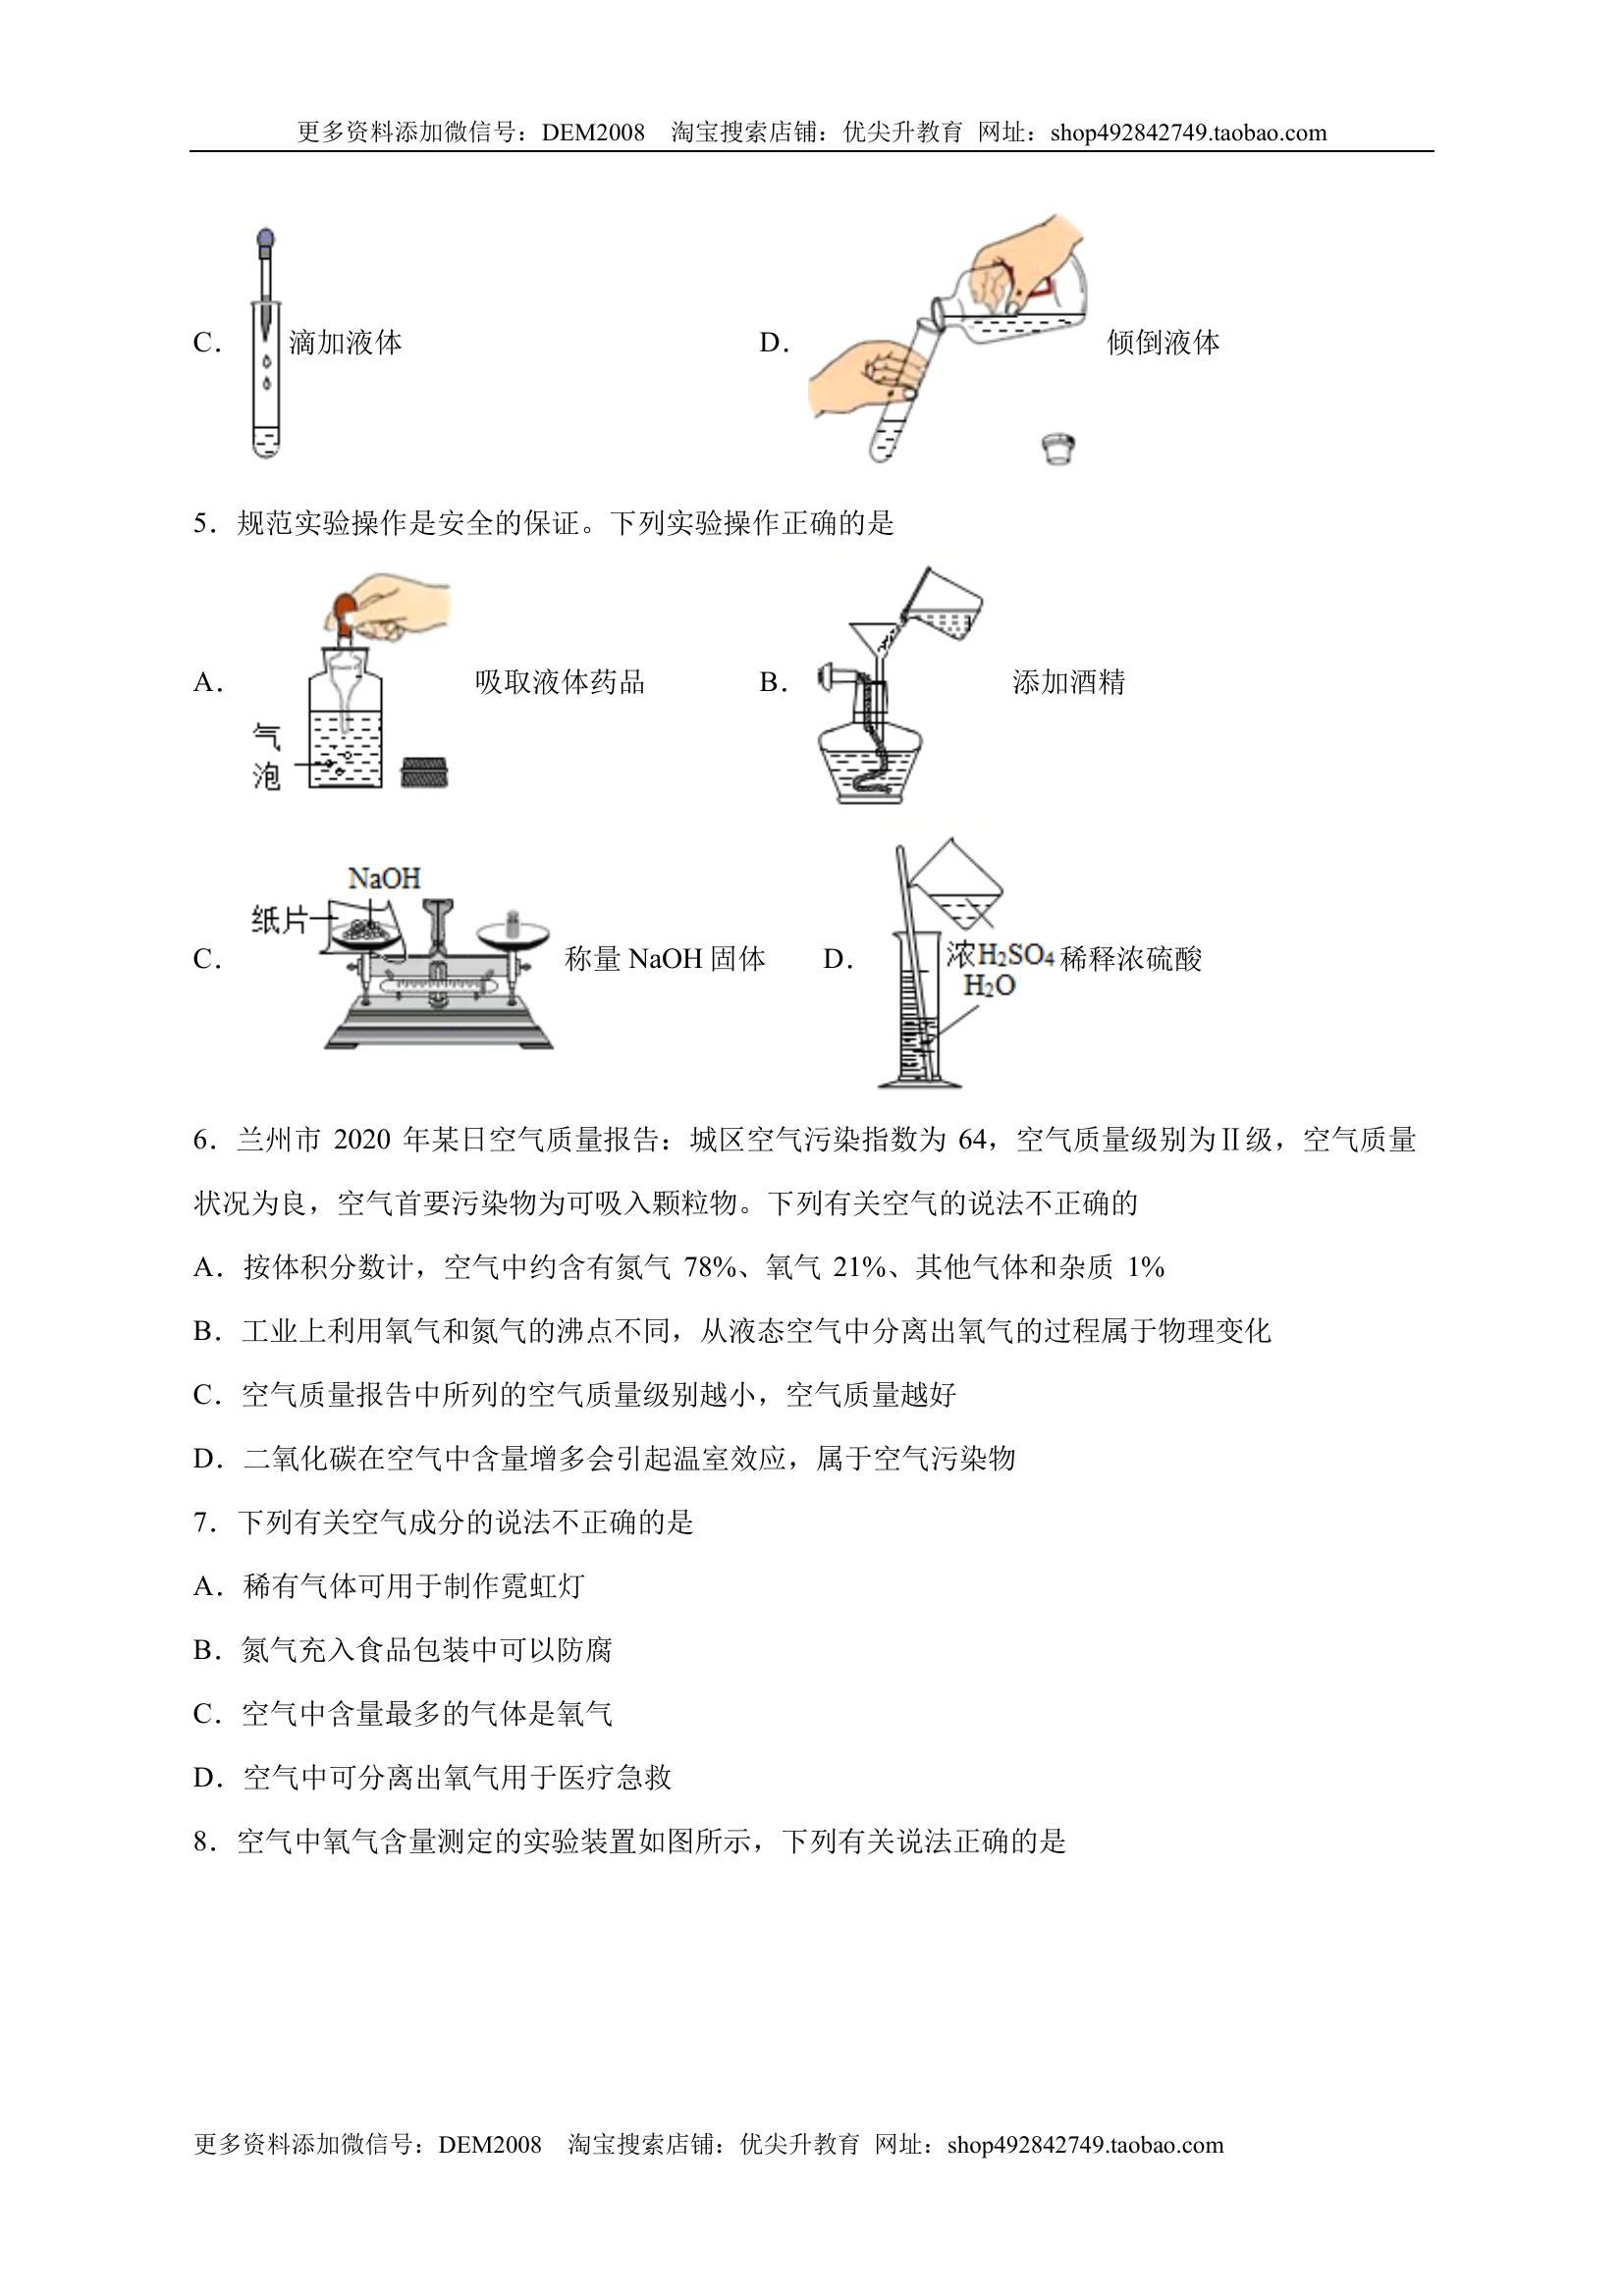 更多资料添加微信号：DEM2008 淘宝搜索店铺：优尖升教育 网址：shop492842749.taobao.com
C． 滴加液体 D． 倾倒液体
5．规范实验操作是安全的保证。下列实验操作正确的是
A． 气泡 吸取液体药品 B． 添加酒精
C． 纸片 NaOH 称量 NaOH 固体 D． 浓H₂SO₄ H₂O 稀释浓硫酸
6．兰州市 2020 年某日空气质量报告：城区空气污染指数为 64，空气质量级别为Ⅱ级，空气质量
状况为良，空气首要污染物为可吸入颗粒物。下列有关空气的说法不正确的
A．按体积分数计，空气中约含有氮气 78%、氧气 21%、其他气体和杂质 1%
B．工业上利用氧气和氮气的沸点不同，从液态空气中分离出氧气的过程属于物理变化
C．空气质量报告中所列的空气质量级别越小，空气质量越好
D．二氧化碳在空气中含量增多会引起温室效应，属于空气污染物
7．下列有关空气成分的说法不正确的是
A．稀有气体可用于制作霓虹灯
B．氮气充入食品包装中可以防腐
C．空气中含量最多的气体是氧气
D．空气中可分离出氧气用于医疗急救
8．空气中氧气含量测定的实验装置如图所示，下列有关说法正确的是
更多资料添加微信号：DEM2008 淘宝搜索店铺：优尖升教育 网址：shop492842749.taobao.com